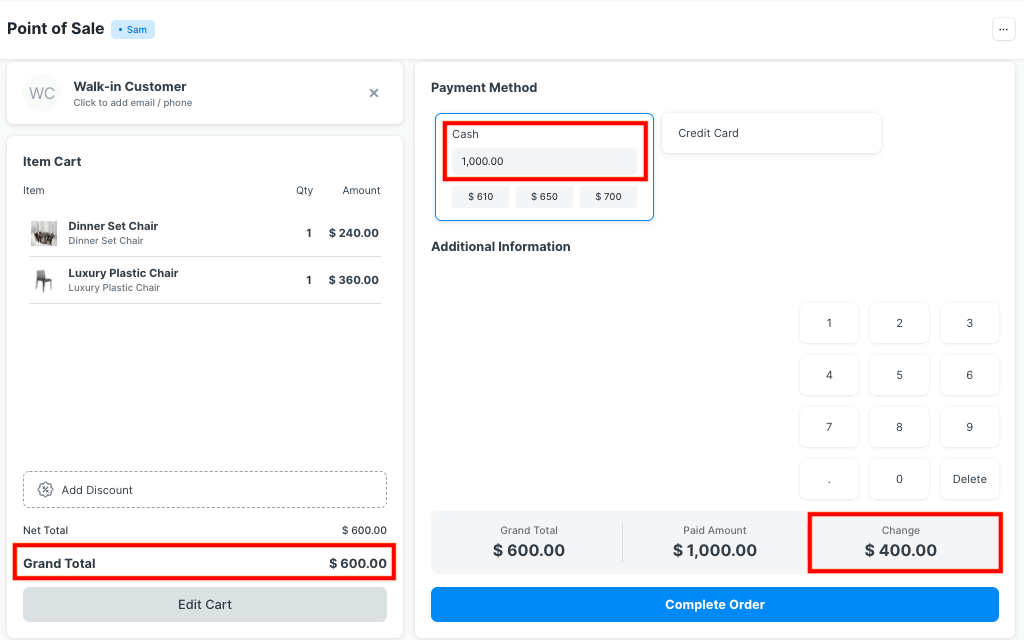 Point of Sale
• Sam
...
WC
Walk-in Customer
Click to add email / phone
Item Cart
Item Qty Amount
Dinner Set Chair
Dinner Set Chair
1 $ 240.00
Luxury Plastic Chair
Luxury Plastic Chair
1 $ 360.00
Add Discount
Net Total $ 600.00
Grand Total $ 600.00
Edit Cart
Payment Method
Cash
1,000.00
$ 610 $ 650 $ 700
Credit Card
Additional Information
1 2 3
4 5 6
7 8 9
. 0 Delete
Grand Total
$ 600.00
Paid Amount
$ 1,000.00
Change
$ 400.00
Complete Order